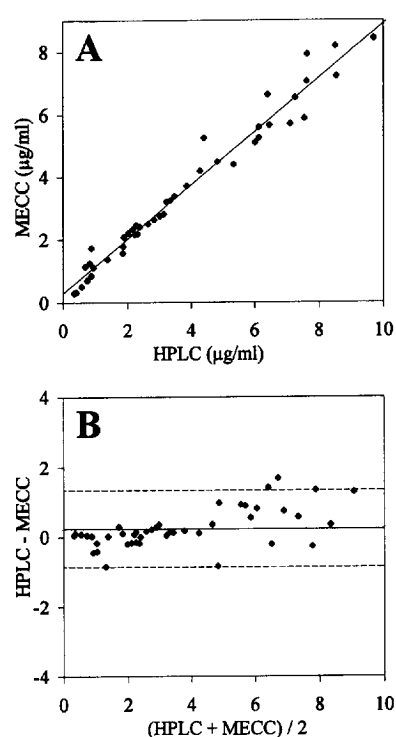 A
8
6
4
2
0
MECC (µg/ml)
0 2 4 6 8 10
HPLC (µg/ml)
B
4
2
0
-2
-4
HPLC - MECC
0 2 4 6 8 10
(HPLC + MECC) / 2